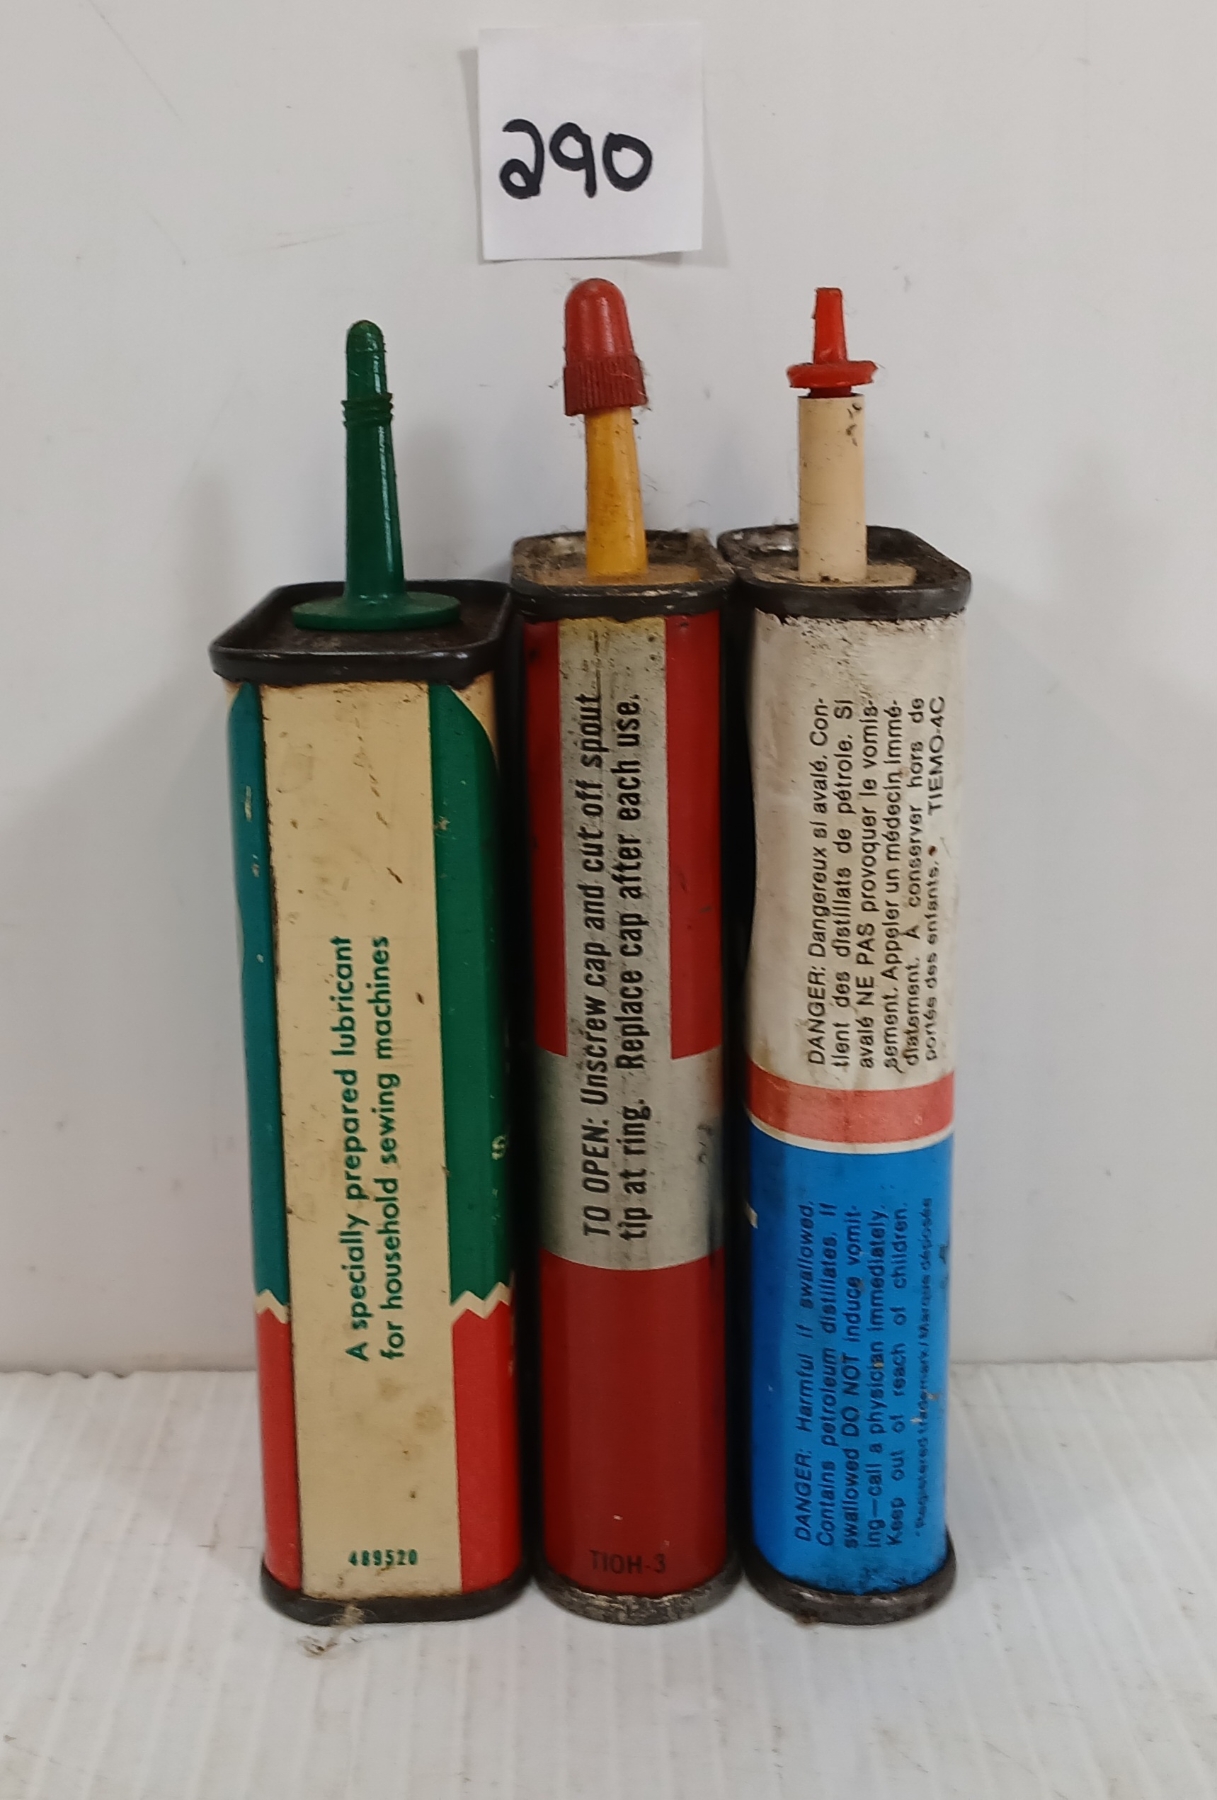 290
A specially prepared lubricant
for household sewing machines
489520
TO OPEN: Unscrew cap and cut off spout
tip at ring. Replace cap after each use.
TIOH-3
DANGER: Dangereux si avalé. Con-
tient des distillats de pétrole. Si
avalé NE PAS provoquer le vomis-
sement. Appeler un médecin immé-
diatement. À conserver hors de
portée des enfants. TIEMO-4C
DANGER: Harmful if swallowed.
Contains petroleum distillates. If
swallowed DO NOT induce vomit-
ing—call a physician immediately.
Keep out of reach of children.
*Registered trademark/Marque déposée